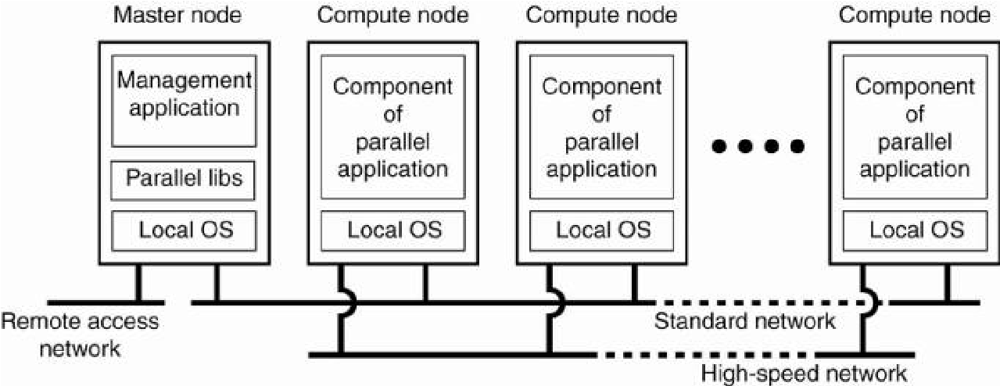 Master node
Compute node
Compute node
Compute node
Management
application
Parallel libs
Local OS
Component
of
parallel
application
Local OS
Component
of
parallel
application
Local OS
Component
of
parallel
application
Local OS
Remote access
network
Standard network
High-speed network